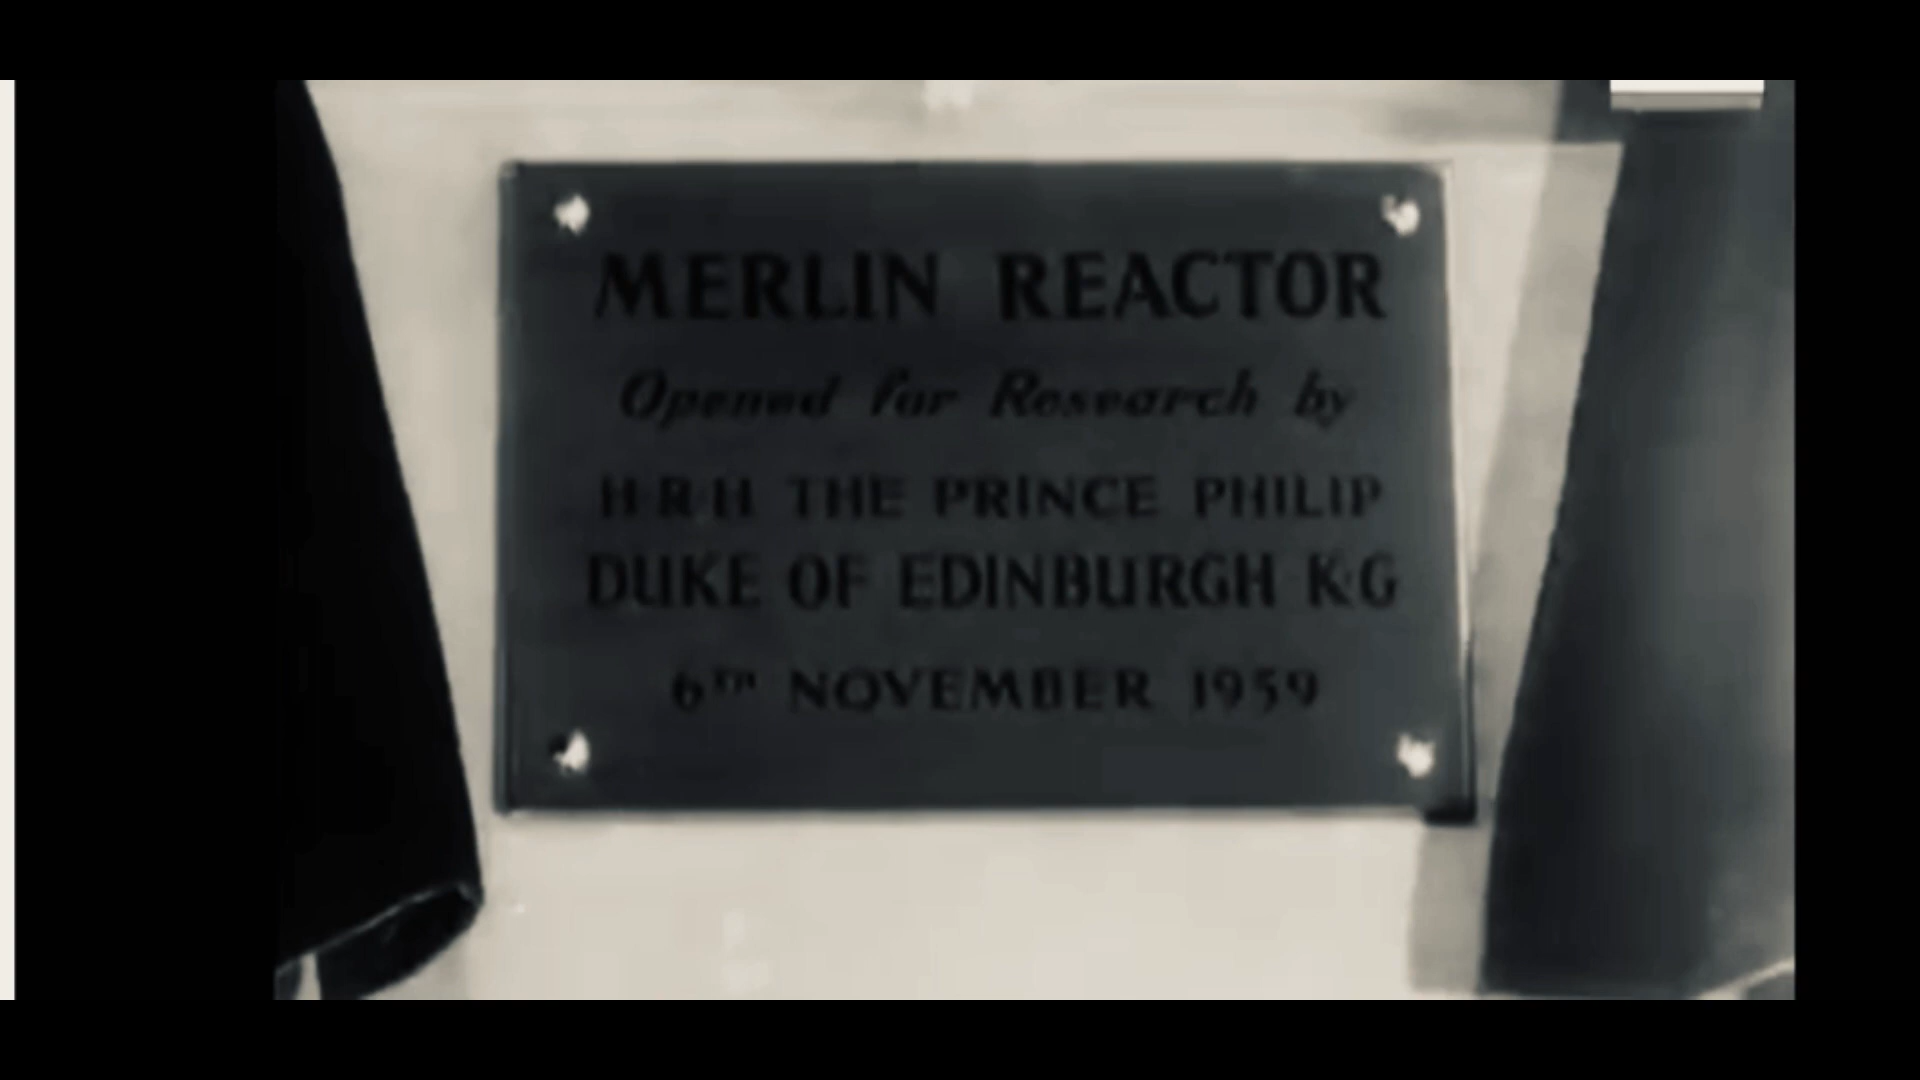 MERLIN REACTOR
Opened for Research by
H·R·H THE PRINCE PHILIP
DUKE OF EDINBURGH K·G
6TH NOVEMBER 1959